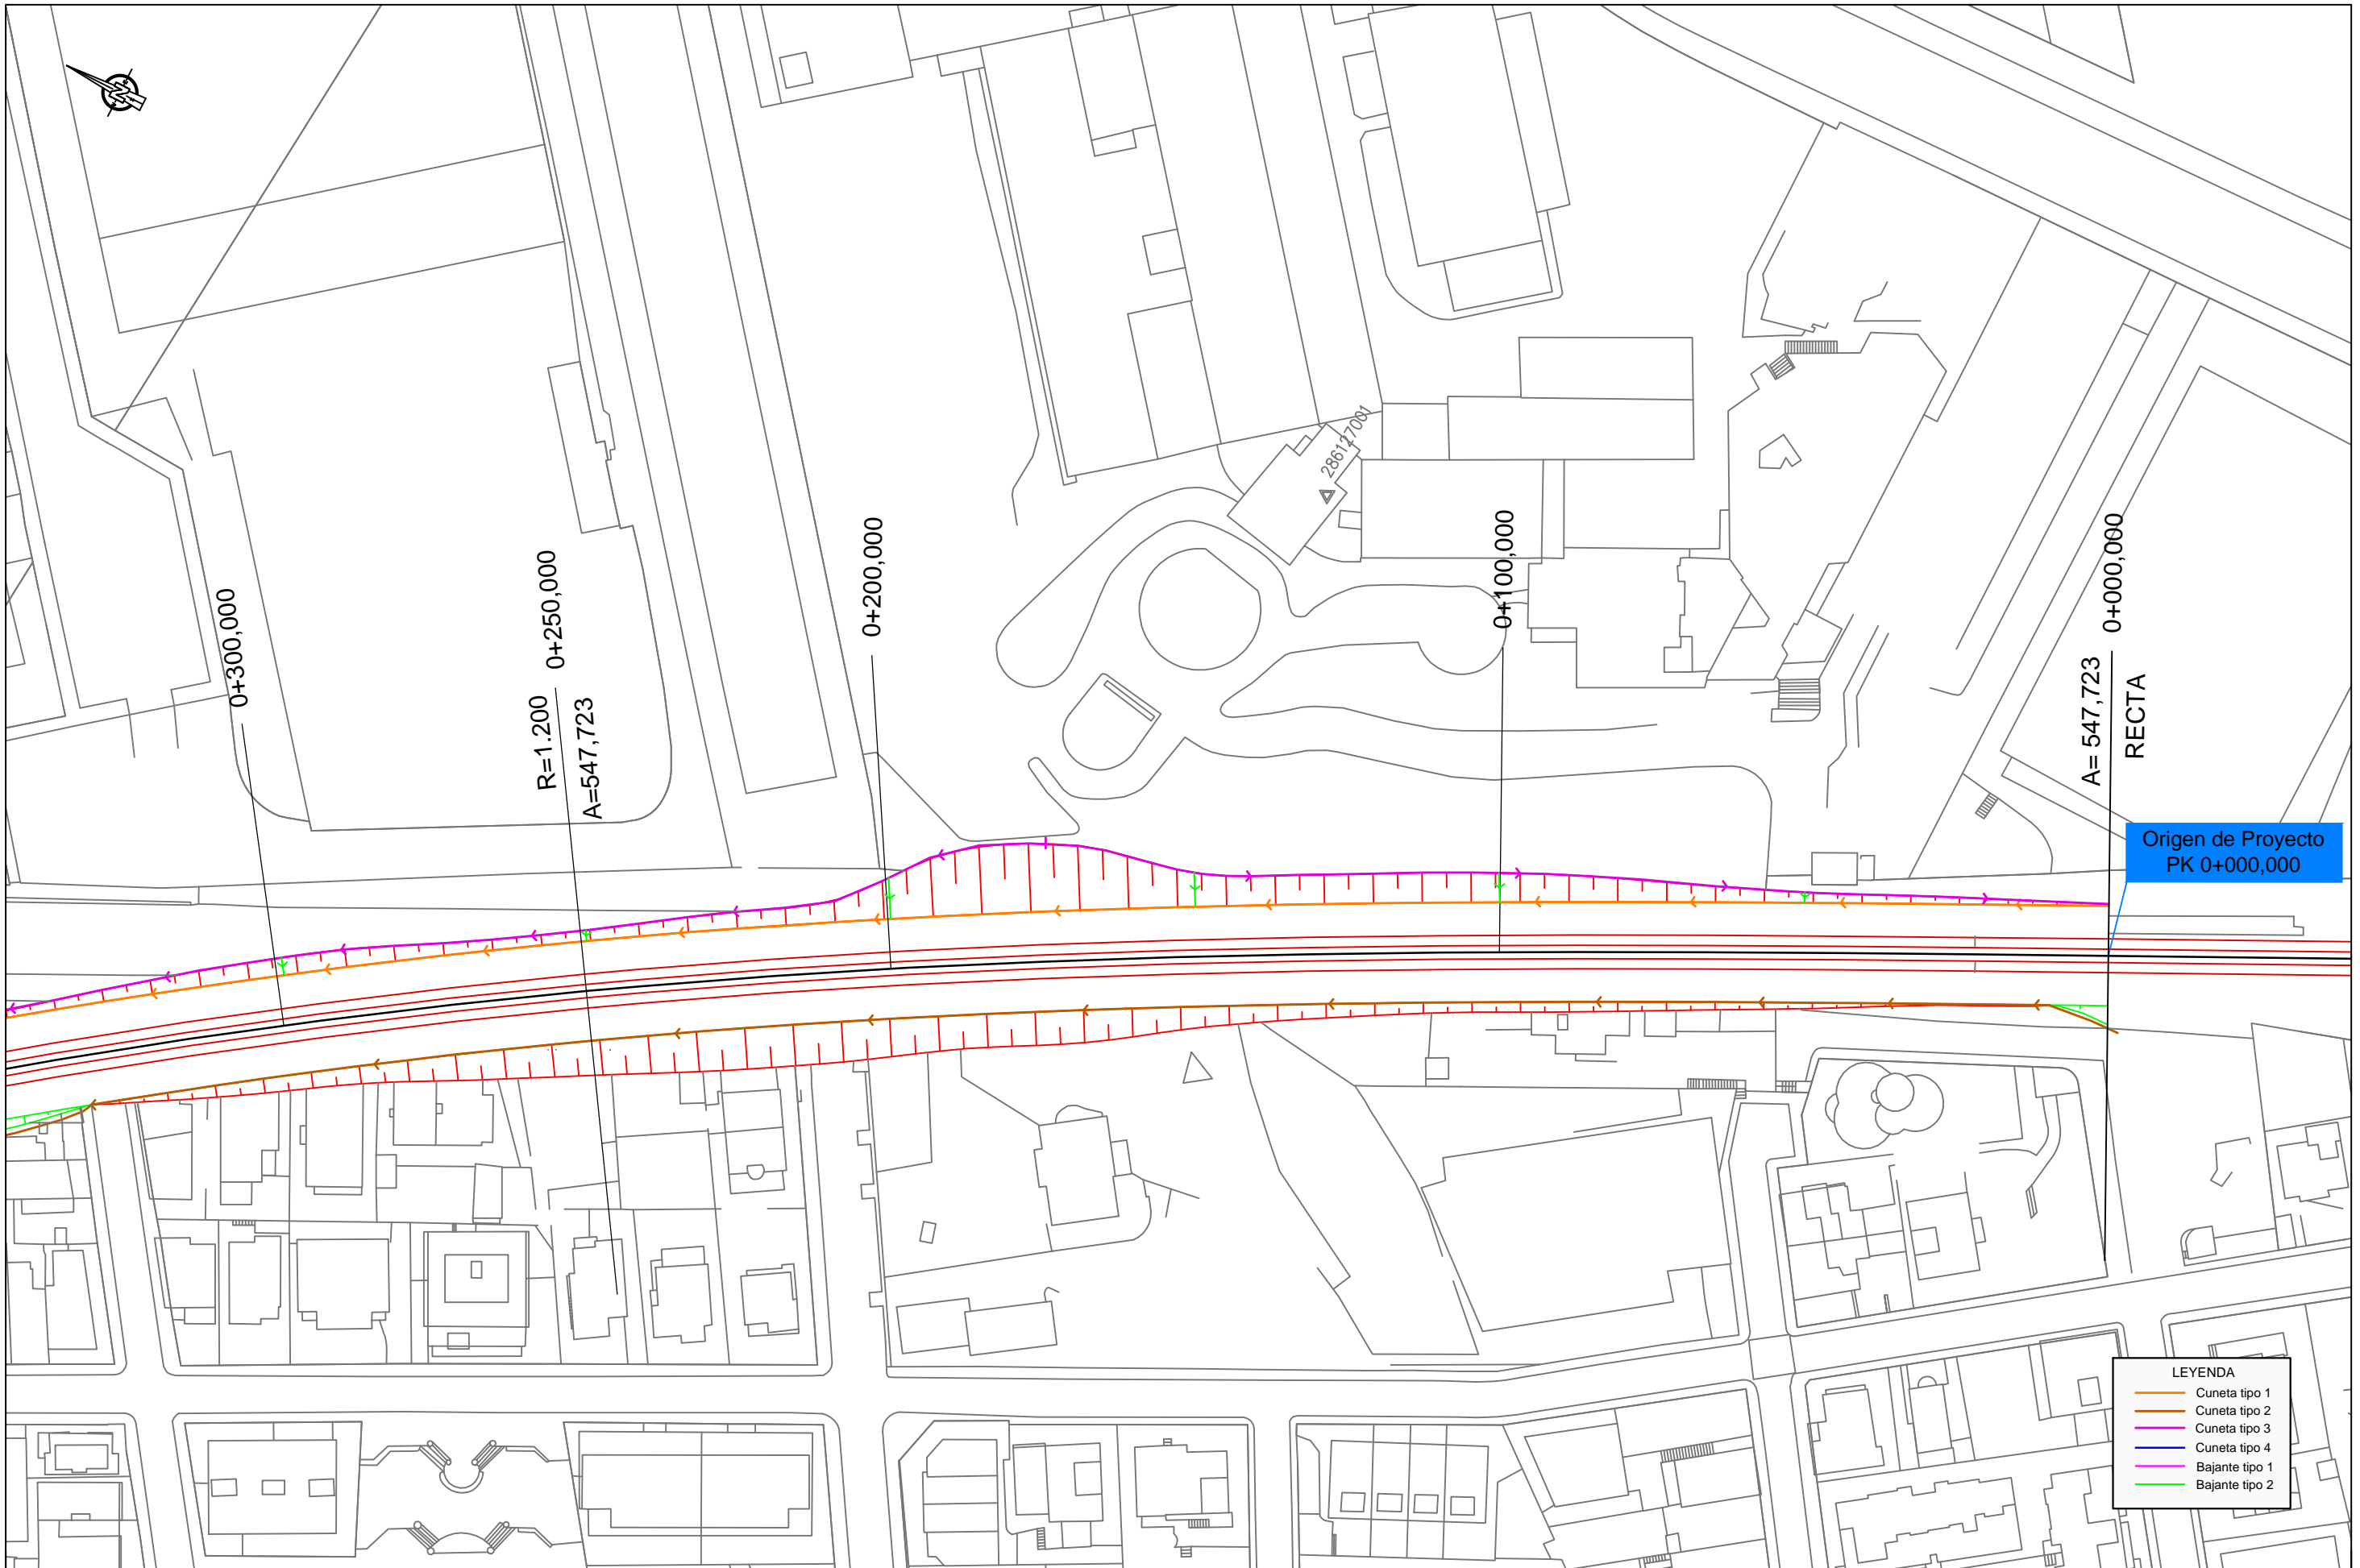 N
286127001
0+300,000
R=1.200
0+250,000
A=547,723
0+200,000
0+100,000
0+000,000
A= 547,723
RECTA
Origen de Proyecto
PK 0+000,000
LEYENDA
Cuneta tipo 1
Cuneta tipo 2
Cuneta tipo 3
Cuneta tipo 4
Bajante tipo 1
Bajante tipo 2